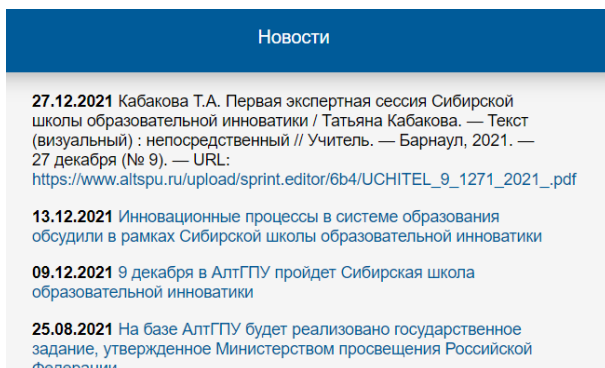 Новости
27.12.2021 Кабакова Т.А. Первая экспертная сессия Сибирской
школы образовательной инноватики / Татьяна Кабакова. — Текст
(визуальный) : непосредственный // Учитель. — Барнаул, 2021. —
27 декабря (№ 9). — URL:
https://www.altspu.ru/upload/sprint.editor/6b4/UCHITEL_9_1271_2021_.pdf
13.12.2021 Инновационные процессы в системе образования
обсудили в рамках Сибирской школы образовательной инноватики
09.12.2021 9 декабря в АлтГПУ пройдет Сибирская школа
образовательной инноватики
25.08.2021 На базе АлтГПУ будет реализовано государственное
задание, утвержденное Министерством просвещения Российской
Федерации